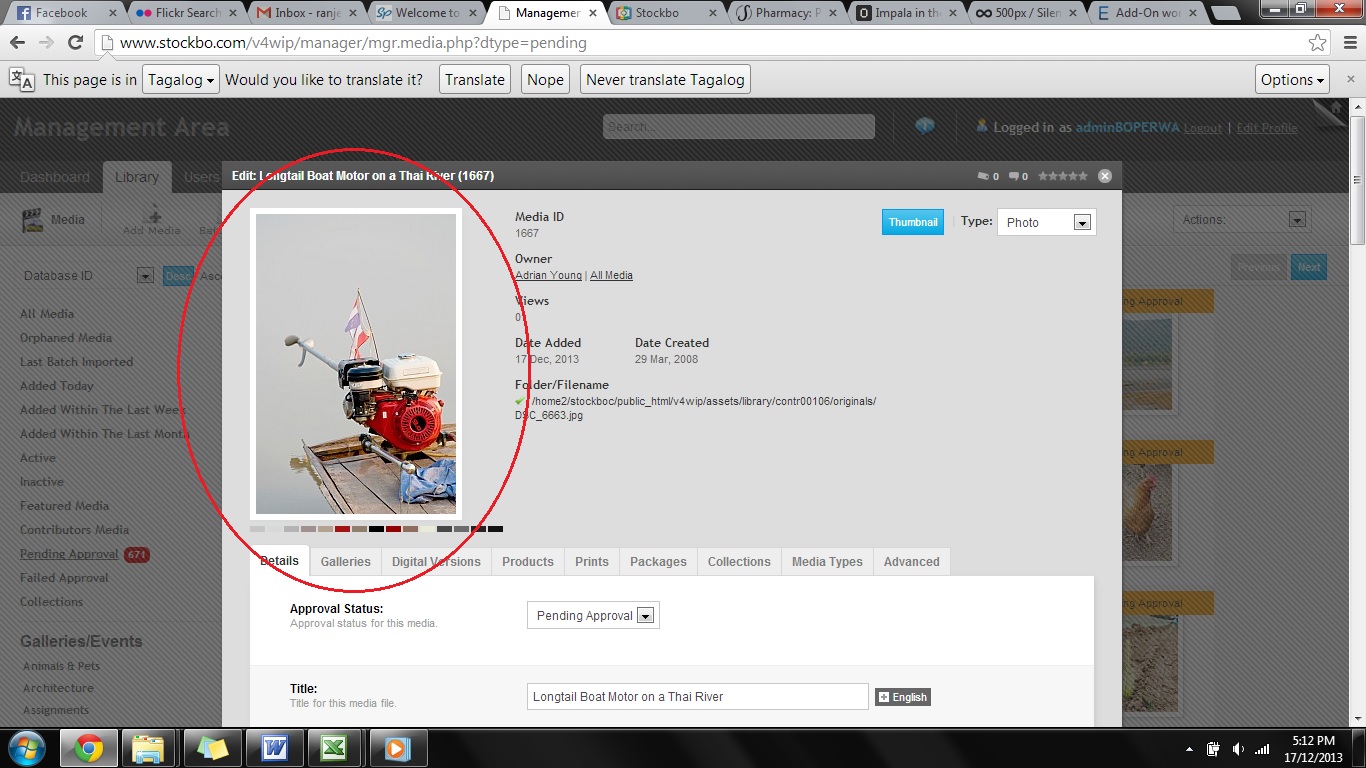 Facebook
Flickr Search
Inbox - ranje
Welcome to
Managemen
Stockbo
Pharmacy: P
Impala in the
500px / Silen
Add-On wor
www.stockbo.com/v4wip/manager/mgr.media.php?dtype=pending
This page is in Tagalog Would you like to translate it? Translate Nope Never translate Tagalog Options
Management Area
Search...
Logged in as adminBOPERWA Logout | Edit Profile
Dashboard Library Users
Edit: Longtail Boat Motor on a Thai River (1667)
0 0
Media
Add Media
Actions:
Database ID
Desc
Previous Next
All Media
Orphaned Media
Last Batch Imported
Added Today
Added Within The Last Week
Added Within The Last Month
Active
Inactive
Featured Media
Contributors Media
Pending Approval 671
Failed Approval
Collections
Galleries/Events
Animals & Pets
Architecture
Assignments
Media ID
1667
Owner
Adrian Young | All Media
Views
0
Date Added Date Created
17 Dec, 2013 29 Mar, 2008
Folder/Filename
/home2/stockboc/public_html/v4wip/assets/library/contr00106/originals/
DSC_6663.jpg
Thumbnail Type: Photo
ng Approval
ng Approval
ng Approval
Details Galleries Digital Versions Products Prints Packages Collections Media Types Advanced
Approval Status:
Approval status for this media.
Pending Approval
Title:
Title for this media file.
Longtail Boat Motor on a Thai River
English
5:12 PM
17/12/2013